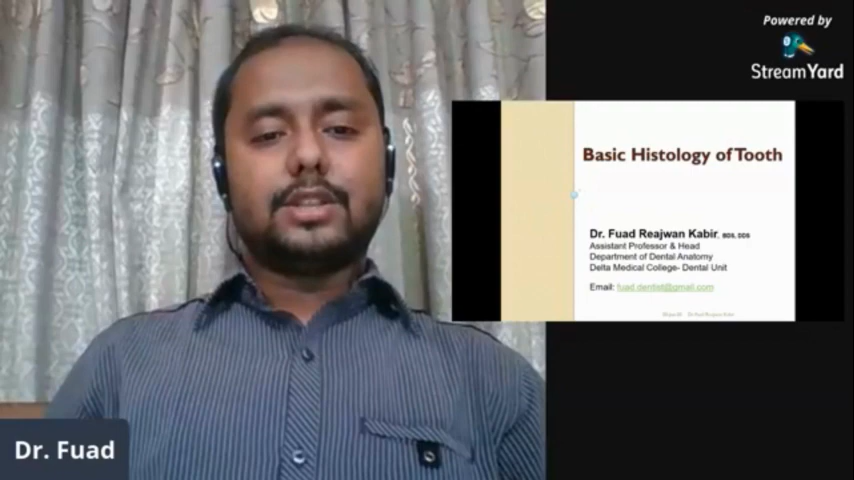 Powered by
StreamYard
Basic Histology of Tooth
Dr. Fuad Reajwan Kabir, BDS, DDS
Assistant Professor & Head
Department of Dental Anatomy
Delta Medical College- Dental Unit
Email: fuad.dentist@gmail.com
Dr. Fuad